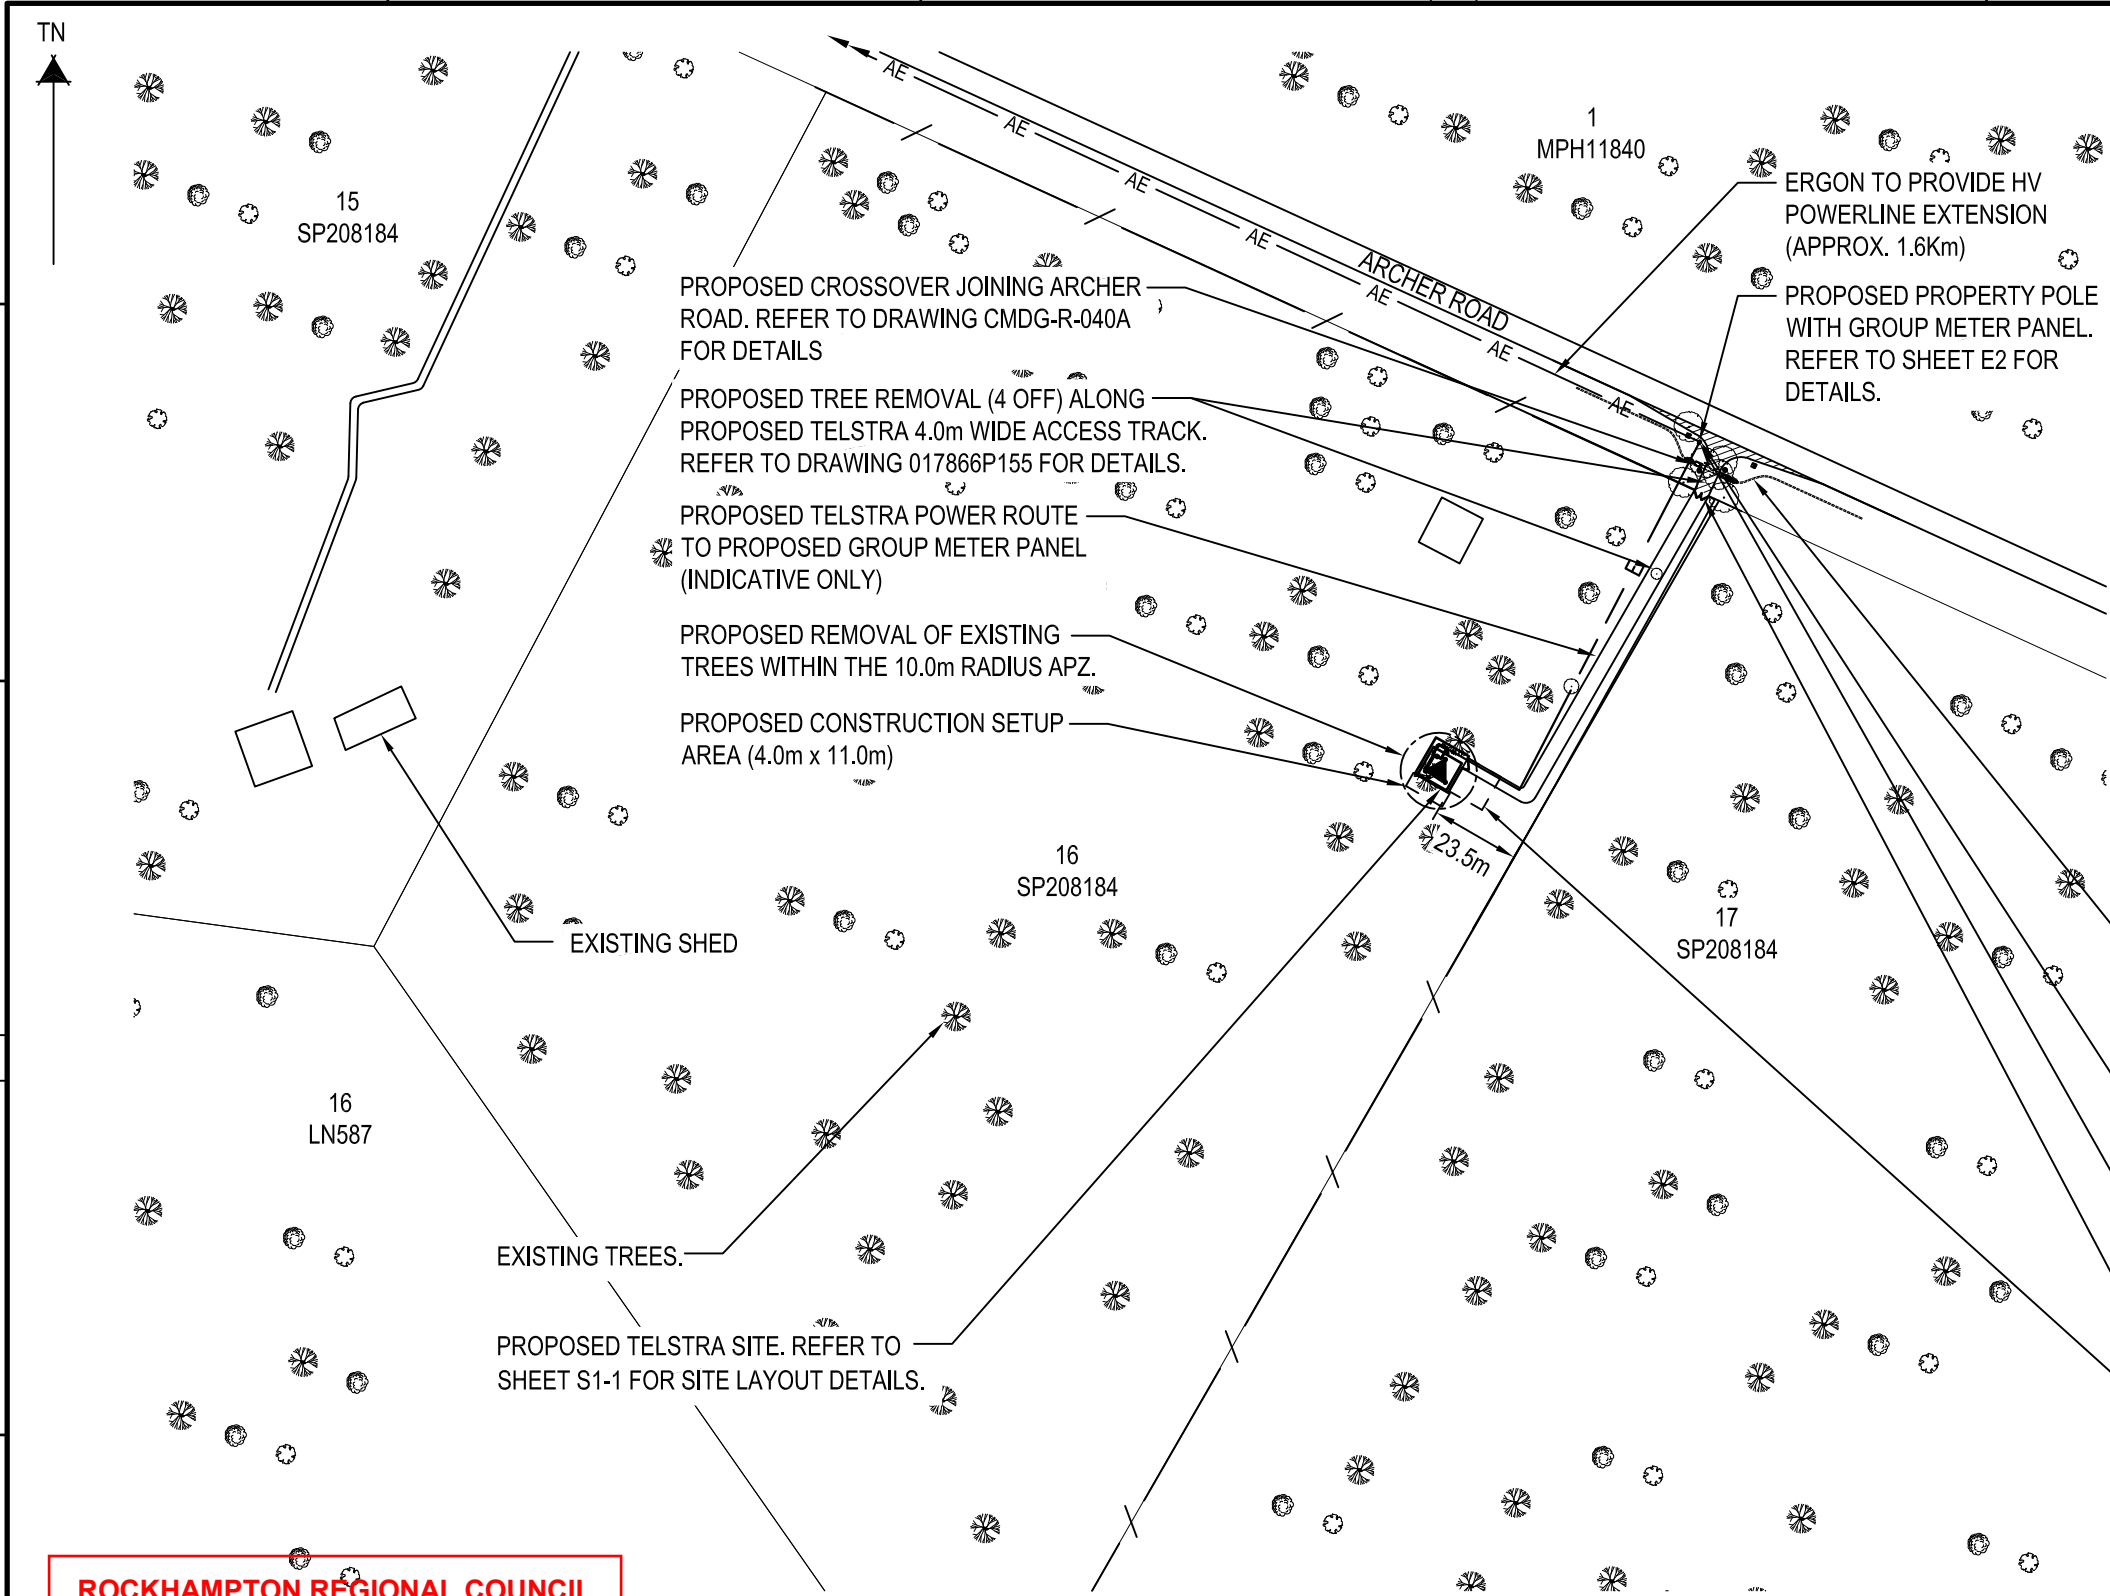 TN
1
MPH11840
15
SP208184
AE
AE
AE
AE
AE
AE
AE
ARCHER ROAD
ERGON TO PROVIDE HV
POWERLINE EXTENSION
(APPROX. 1.6Km)
PROPOSED PROPERTY POLE
WITH GROUP METER PANEL.
REFER TO SHEET E2 FOR
DETAILS.
PROPOSED CROSSOVER JOINING ARCHER
ROAD. REFER TO DRAWING CMDG-R-040A
FOR DETAILS
PROPOSED TREE REMOVAL (4 OFF) ALONG
PROPOSED TELSTRA 4.0m WIDE ACCESS TRACK.
REFER TO DRAWING 017866P155 FOR DETAILS.
PROPOSED TELSTRA POWER ROUTE
TO PROPOSED GROUP METER PANEL
(INDICATIVE ONLY)
PROPOSED REMOVAL OF EXISTING
TREES WITHIN THE 10.0m RADIUS APZ.
PROPOSED CONSTRUCTION SETUP
AREA (4.0m x 11.0m)
23.5m
16
SP208184
17
SP208184
EXISTING SHED
16
LN587
EXISTING TREES.
PROPOSED TELSTRA SITE. REFER TO
SHEET S1-1 FOR SITE LAYOUT DETAILS.
ROCKHAMPTON REGIONAL COUNCIL